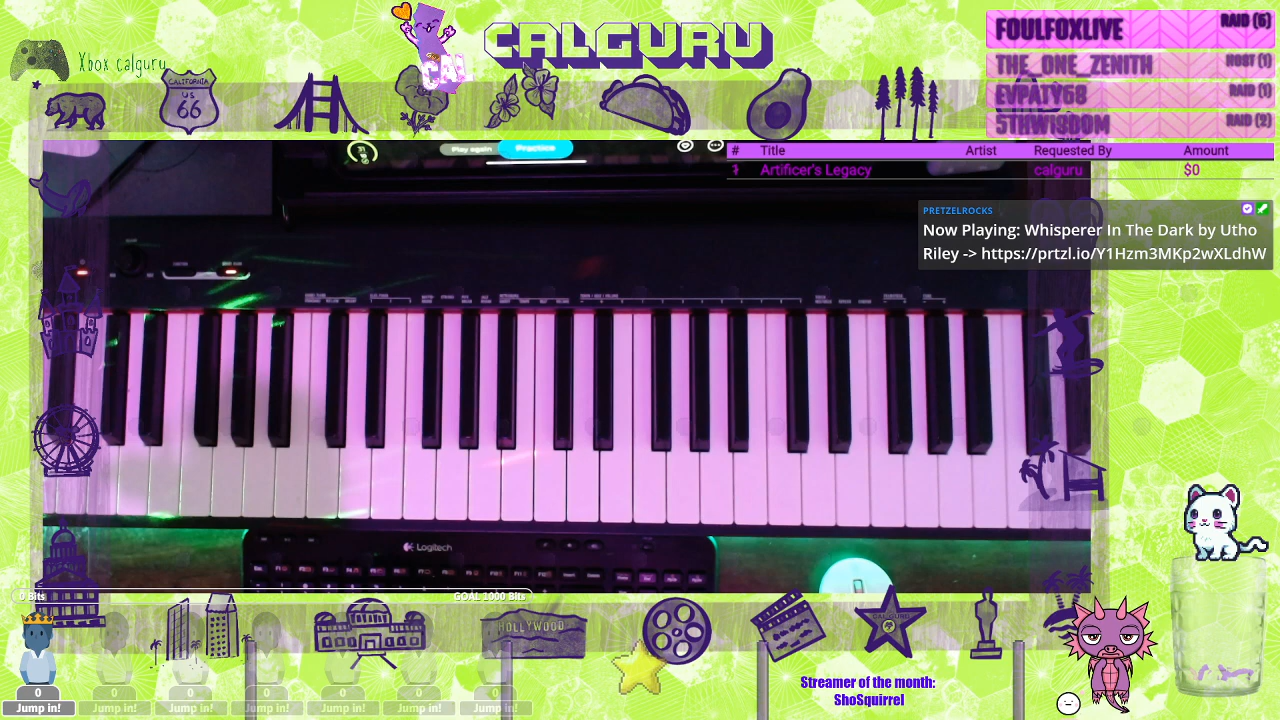 Xbox calguru
CALGURU
CAL
FOULFOXLIVE RAID (6)
THE_ONE_ZENITH HOST (1)
EVPATY68 RAID (1)
5THWISDOM RAID (2)
CALIFORNIA
US
66
Play again Practice
# Title Artist Requested By Amount
1 Artificer's Legacy calguru $0
PRETZELROCKS
Now Playing: Whisperer In The Dark by Utho
Riley -> https://prtzl.io/Y1Hzm3MKp2wXLdhW
Logitech
0 Bits GOAL 1000 Bits
HOLLYWOOD
CALGURU
Streamer of the month:
ShoSquirrel
0 0 0 0 0 0 0
Jump in! Jump in! Jump in! Jump in! Jump in! Jump in! Jump in!